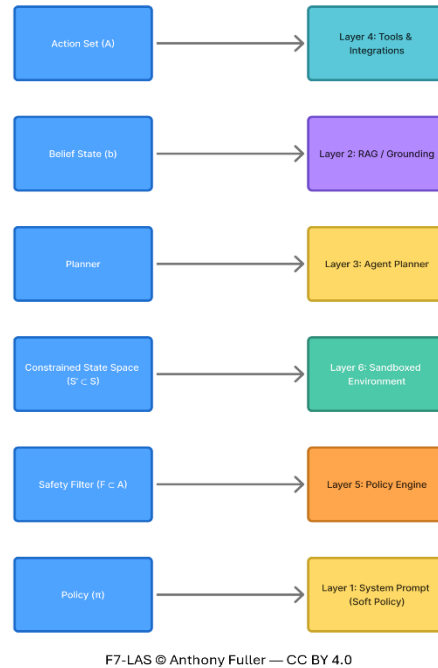 Action Set (A)
Layer 4: Tools &
Integrations
Belief State (b)
Layer 2: RAG / Grounding
Planner
Layer 3: Agent Planner
Constrained State Space
(S' ⊂ S)
Layer 6: Sandboxed
Environment
Safety Filter (F ⊂ A)
Layer 5: Policy Engine
Policy (π)
Layer 1: System Prompt
(Soft Policy)
F7-LAS © Anthony Fuller — CC BY 4.0